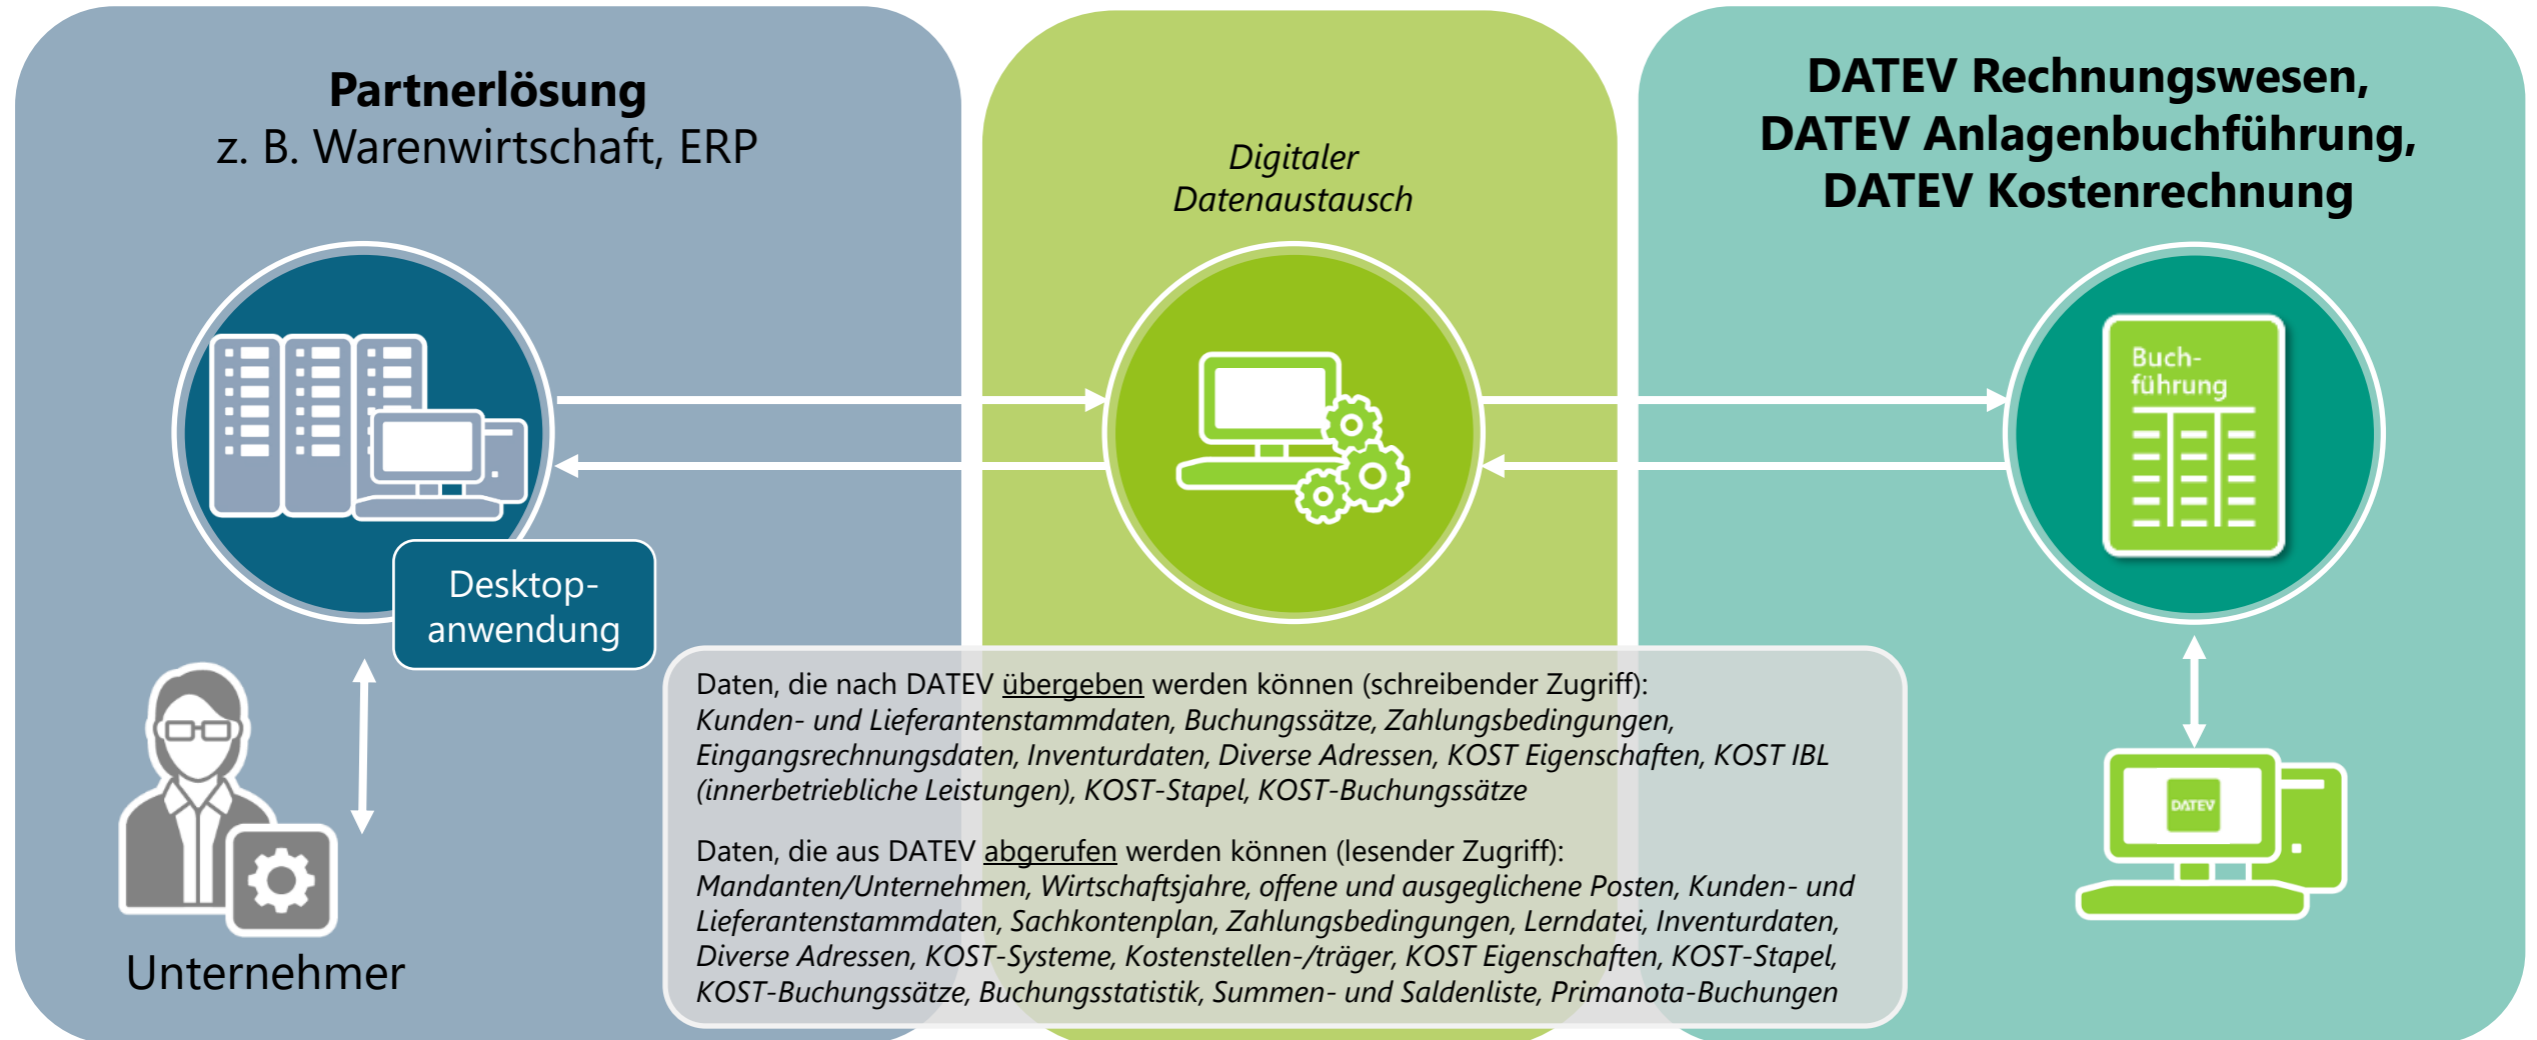 Partnerlösung
z. B. Warenwirtschaft, ERP
Digitaler
Datenaustausch
DATEV Rechnungswesen,
DATEV Anlagenbuchführung,
DATEV Kostenrechnung
Buch-
führung
Desktop-
anwendung
Unternehmer
Daten, die nach DATEV übergeben werden können (schreibender Zugriff):
Kunden- und Lieferantenstammdaten, Buchungssätze, Zahlungsbedingungen,
Eingangsrechnungsdaten, Inventurdaten, Diverse Adressen, KOST Eigenschaften, KOST IBL
(innerbetriebliche Leistungen), KOST-Stapel, KOST-Buchungssätze
Daten, die aus DATEV abgerufen werden können (lesender Zugriff):
Mandanten/Unternehmen, Wirtschaftsjahre, offene und ausgeglichene Posten, Kunden- und
Lieferantenstammdaten, Sachkontenplan, Zahlungsbedingungen, Lerndatei, Inventurdaten,
Diverse Adressen, KOST-Systeme, Kostenstellen-/träger, KOST Eigenschaften, KOST-Stapel,
KOST-Buchungssätze, Buchungsstatistik, Summen- und Saldenliste, Primanota-Buchungen
DATEV